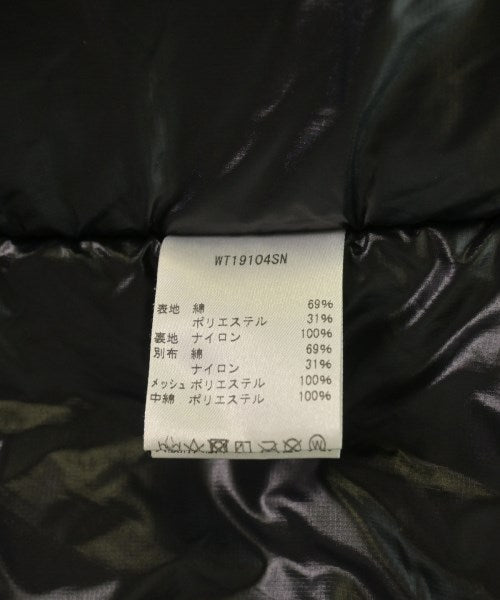 WT19104SN
表地 綿 69%
ポリエステル 31%
裏地 ナイロン 100%
別布 綿 69%
ナイロン 31%
メッシュ ポリエステル 100%
中綿 ポリエステル 100%
W